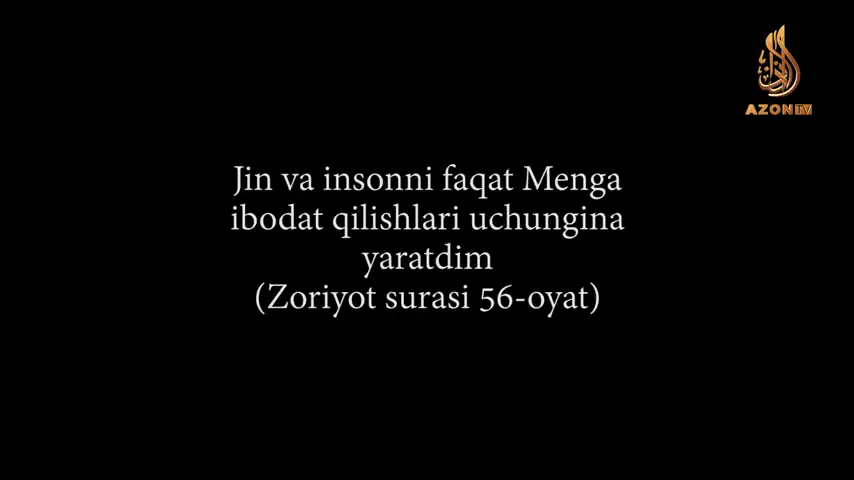 AZON TV
Jin va insonni faqat Menga
ibodat qilishlari uchungina
yaratdim
(Zoriyot surasi 56-oyat)